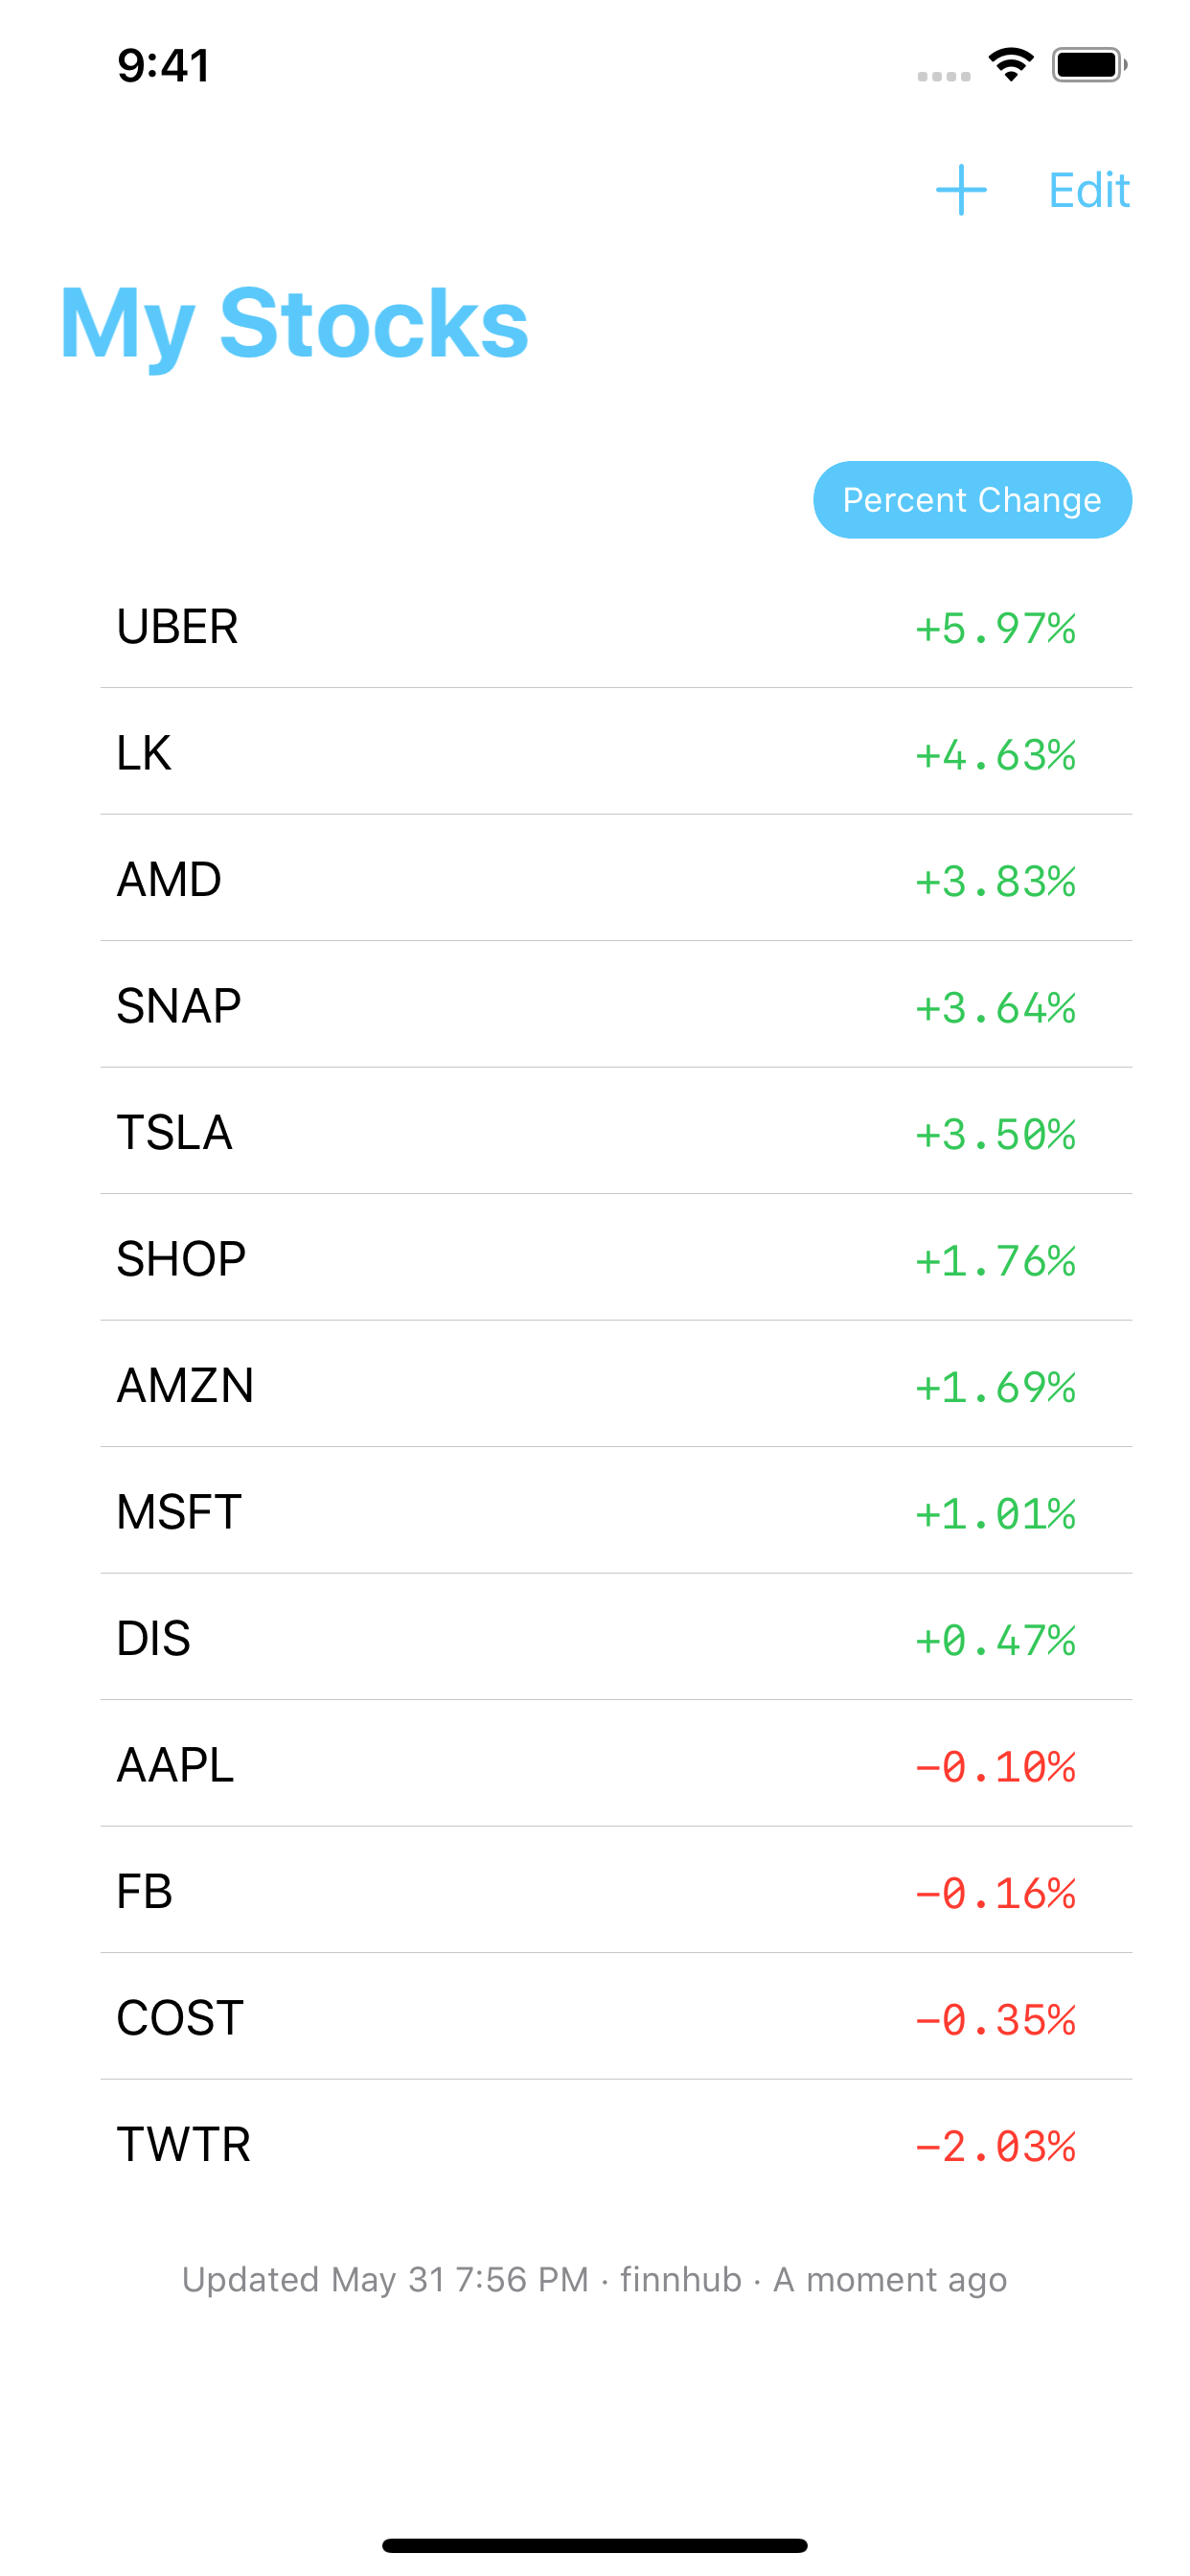 9:41
Edit
My Stocks
Percent Change
UBER +5.97%
LK +4.63%
AMD +3.83%
SNAP +3.64%
TSLA +3.50%
SHOP +1.76%
AMZN +1.69%
MSFT +1.01%
DIS +0.47%
AAPL −0.10%
FB −0.16%
COST −0.35%
TWTR −2.03%
Updated May 31 7:56 PM · finnhub · A moment ago